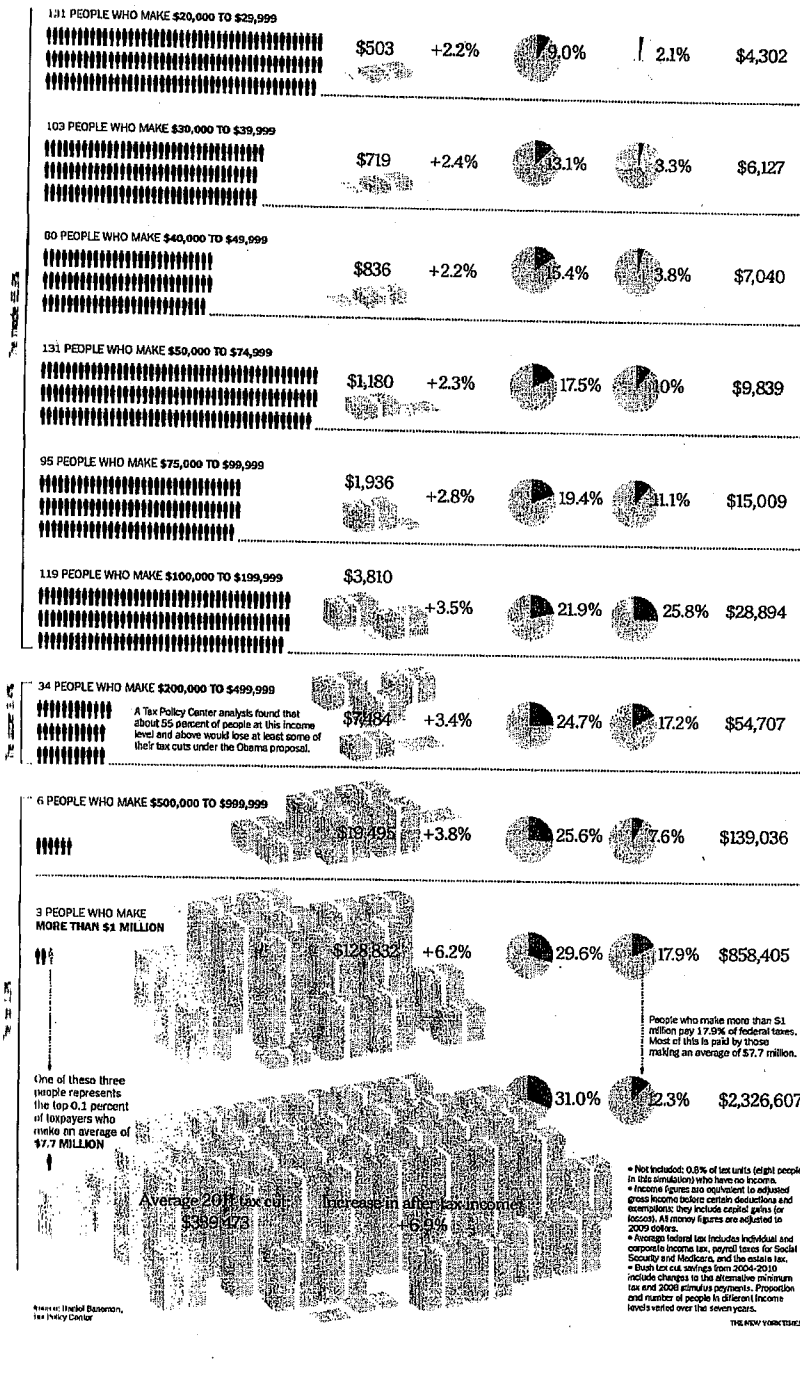 131 PEOPLE WHO MAKE $20,000 TO $29,999
$503 +2.2% 9.0% 2.1% $4,302
103 PEOPLE WHO MAKE $30,000 TO $39,999
$719 +2.4% 13.1% 3.3% $6,127
80 PEOPLE WHO MAKE $40,000 TO $49,999
$836 +2.2% 15.4% 3.8% $7,040
131 PEOPLE WHO MAKE $50,000 TO $74,999
$1,180 +2.3% 17.5% 10% $9,839
95 PEOPLE WHO MAKE $75,000 TO $99,999
$1,936 +2.8% 19.4% 11.1% $15,009
119 PEOPLE WHO MAKE $100,000 TO $199,999
$3,810 +3.5% 21.9% 25.8% $28,894
34 PEOPLE WHO MAKE $200,000 TO $499,999
A Tax Policy Center analysis found that
about 55 percent of people at this income
level and above would lose at least some of
their tax cuts under the Obama proposal.
$7,484 +3.4% 24.7% 17.2% $54,707
6 PEOPLE WHO MAKE $500,000 TO $999,999
$19,495 +3.8% 25.6% 7.6% $139,036
3 PEOPLE WHO MAKE
MORE THAN $1 MILLION
$128,832 +6.2% 29.6% 17.9% $858,405
People who make more than $1
million pay 17.9% of federal taxes.
Most of this is paid by those
making an average of $7.7 million.
One of these three
people represents
the top 0.1 percent
of taxpayers who
make an average of
$7.7 MILLION
31.0% 12.3% $2,326,607
Average 2011 tax cut Increase in after-tax income
+6.9%
• Not included: 0.8% of tax units (eight people
in this simulation) who have no income.
• Income figures are equivalent to adjusted
gross income before certain deductions and
exemptions; they include capital gains (or
losses). All money figures are adjusted to
2009 dollars.
• Average federal tax includes individual and
corporate income tax, payroll taxes for Social
Security and Medicare, and the estate tax.
• Bush tax cut savings from 2004-2010
include changes to the alternative minimum
tax and 2008 stimulus payments. Proportion
and number of people in different income
levels varied over the seven years.
Tax Policy Center
THE NEW YORK TIMES